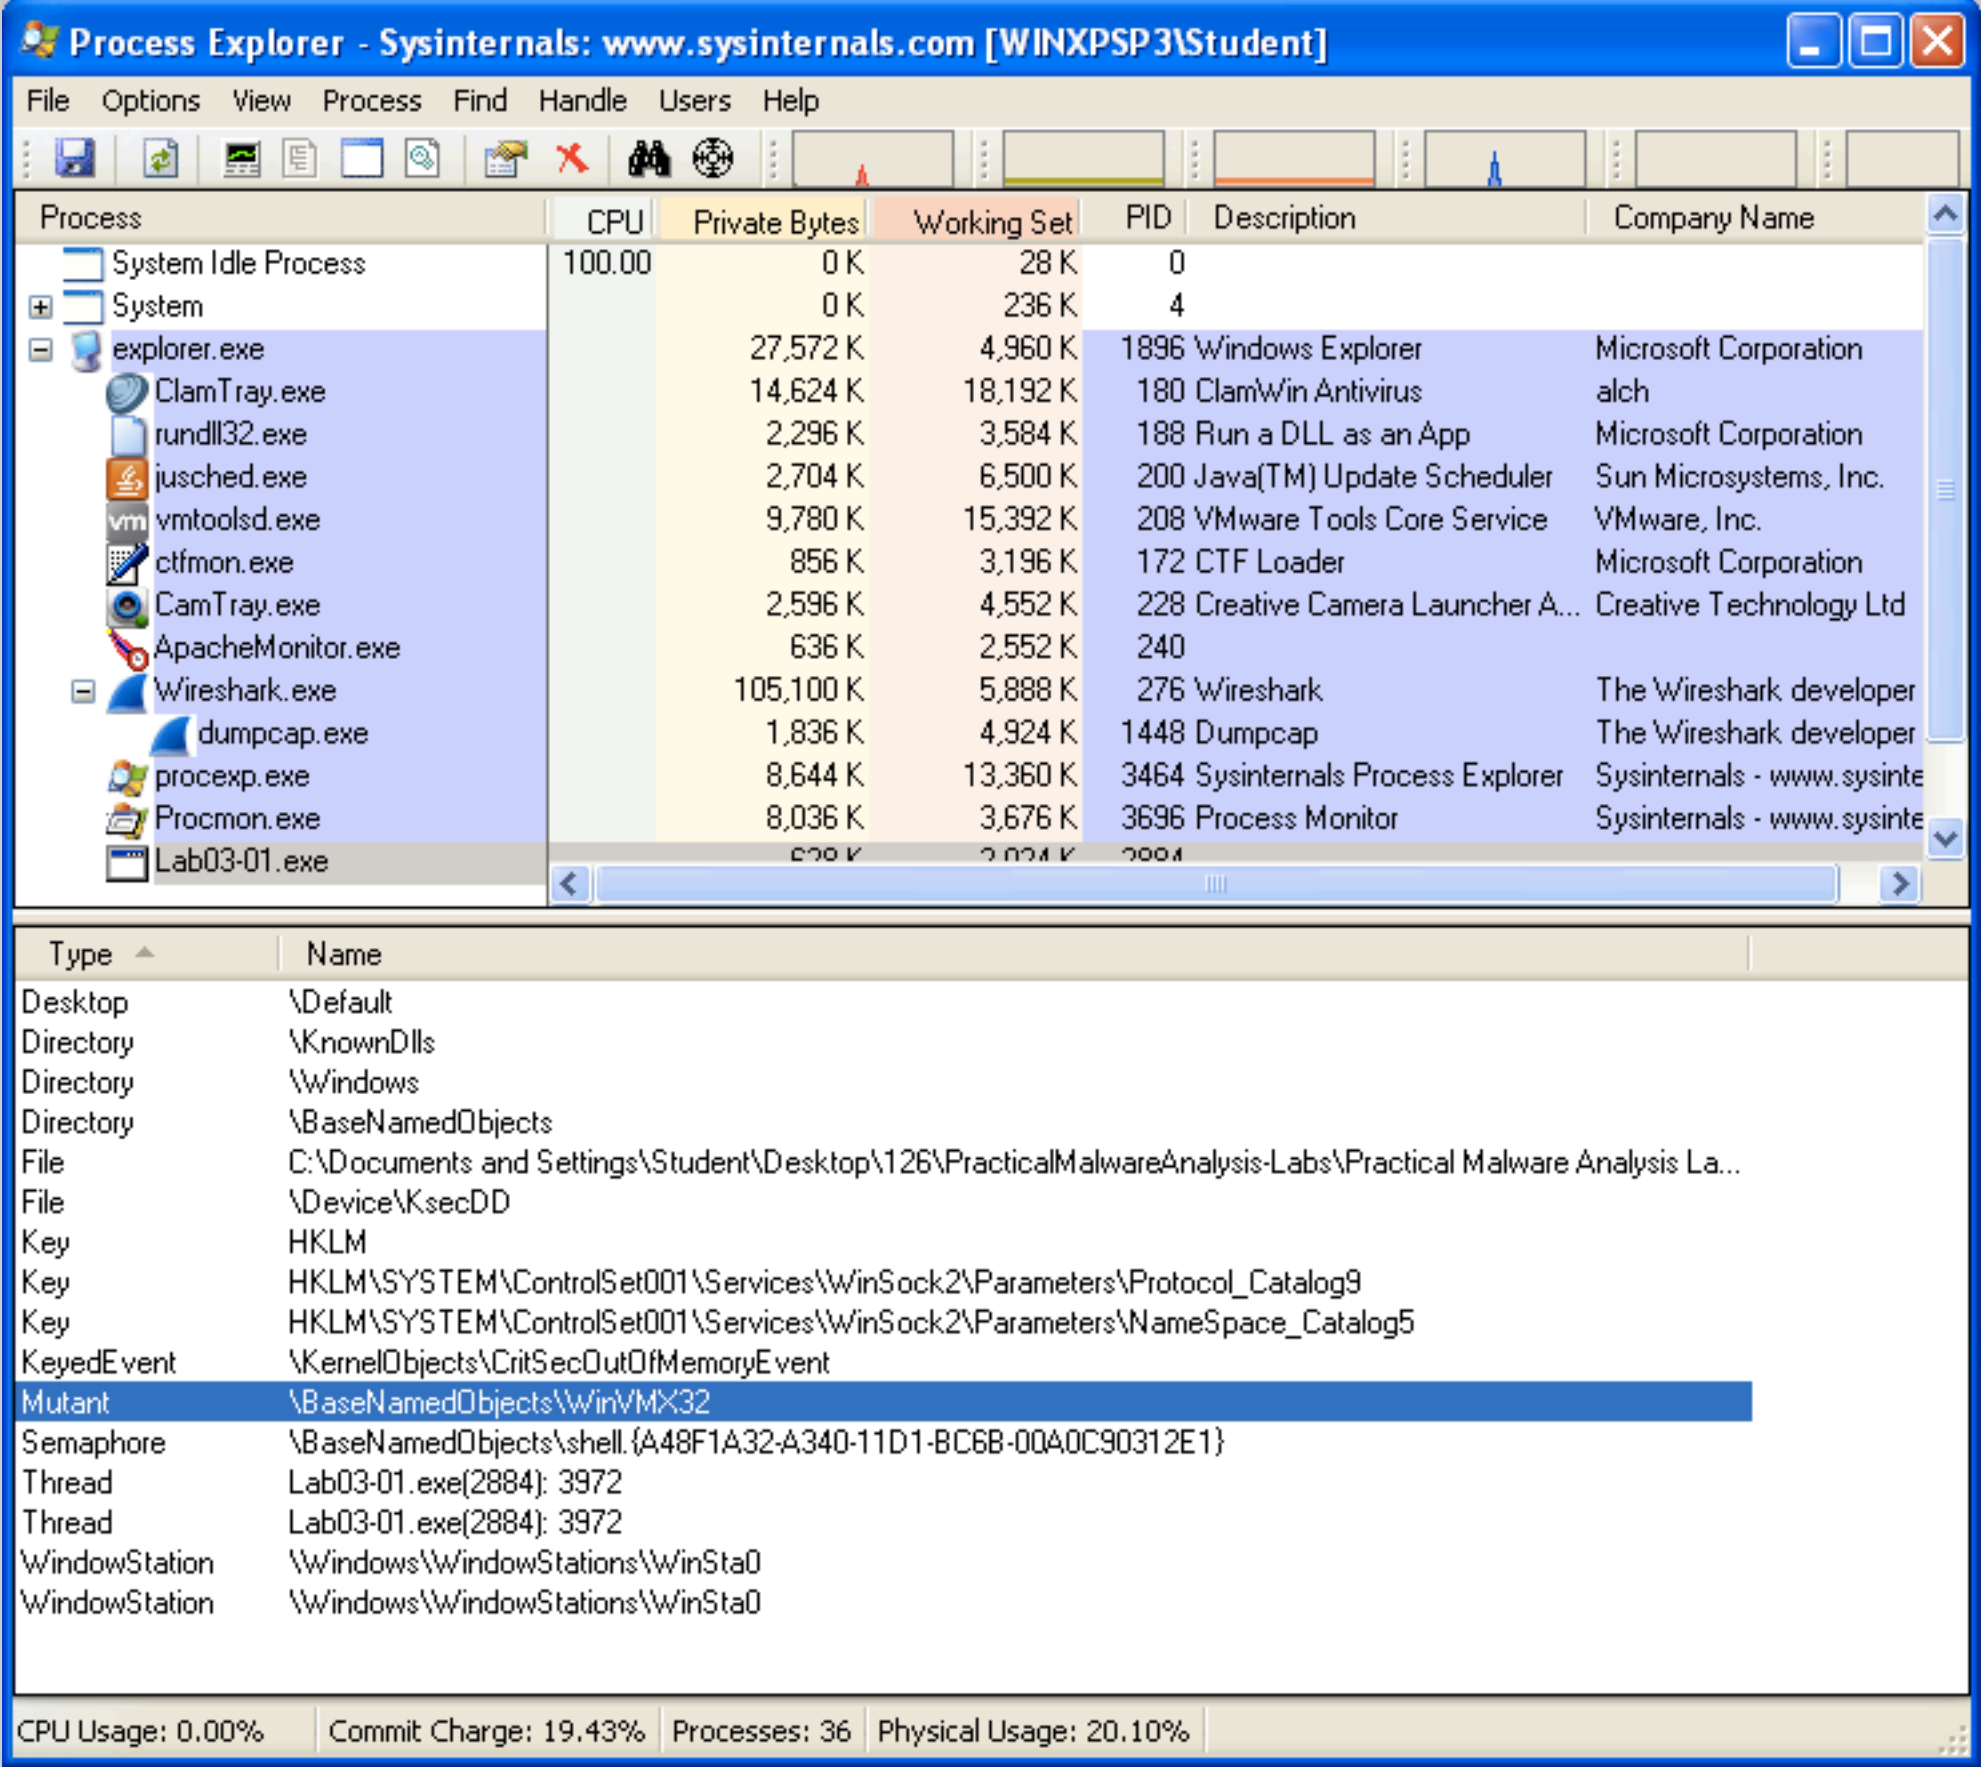 Process Explorer - Sysinternals: www.sysinternals.com [WINXPSP3\Student]
File Options View Process Find Handle Users Help
Process CPU Private Bytes Working Set PID Description Company Name
System Idle Process 100.00 0 K 28 K 0
System 0 K 236 K 4
explorer.exe 27,572 K 4,960 K 1896 Windows Explorer Microsoft Corporation
ClamTray.exe 14,624 K 18,192 K 180 ClamWin Antivirus alch
rundll32.exe 2,296 K 3,584 K 188 Run a DLL as an App Microsoft Corporation
jusched.exe 2,704 K 6,500 K 200 Java(TM) Update Scheduler Sun Microsystems, Inc.
vm vmtoolsd.exe 9,780 K 15,392 K 208 VMware Tools Core Service VMware, Inc.
ctfmon.exe 856 K 3,196 K 172 CTF Loader Microsoft Corporation
CamTray.exe 2,596 K 4,552 K 228 Creative Camera Launcher A... Creative Technology Ltd
ApacheMonitor.exe 636 K 2,552 K 240
Wireshark.exe 105,100 K 5,888 K 276 Wireshark The Wireshark developer
dumpcap.exe 1,836 K 4,924 K 1448 Dumpcap The Wireshark developer
procexp.exe 8,644 K 13,360 K 3464 Sysinternals Process Explorer Sysinternals - www.sysinte
Procmon.exe 8,036 K 3,676 K 3696 Process Monitor Sysinternals - www.sysinte
Lab03-01.exe
Type Name
Desktop \Default
Directory \KnownDlls
Directory \Windows
Directory \BaseNamedObjects
File C:\Documents and Settings\Student\Desktop\126\PracticalMalwareAnalysis-Labs\Practical Malware Analysis La...
File \Device\KsecDD
Key HKLM
Key HKLM\SYSTEM\ControlSet001\Services\WinSock2\Parameters\Protocol_Catalog9
Key HKLM\SYSTEM\ControlSet001\Services\WinSock2\Parameters\NameSpace_Catalog5
KeyedEvent \KernelObjects\CritSecOutOfMemoryEvent
Mutant \BaseNamedObjects\WinVMX32
Semaphore \BaseNamedObjects\shell.{A48F1A32-A340-11D1-BC6B-00A0C90312E1}
Thread Lab03-01.exe(2884): 3972
Thread Lab03-01.exe(2884): 3972
WindowStation \Windows\WindowStations\WinSta0
WindowStation \Windows\WindowStations\WinSta0
CPU Usage: 0.00% Commit Charge: 19.43% Processes: 36 Physical Usage: 20.10%